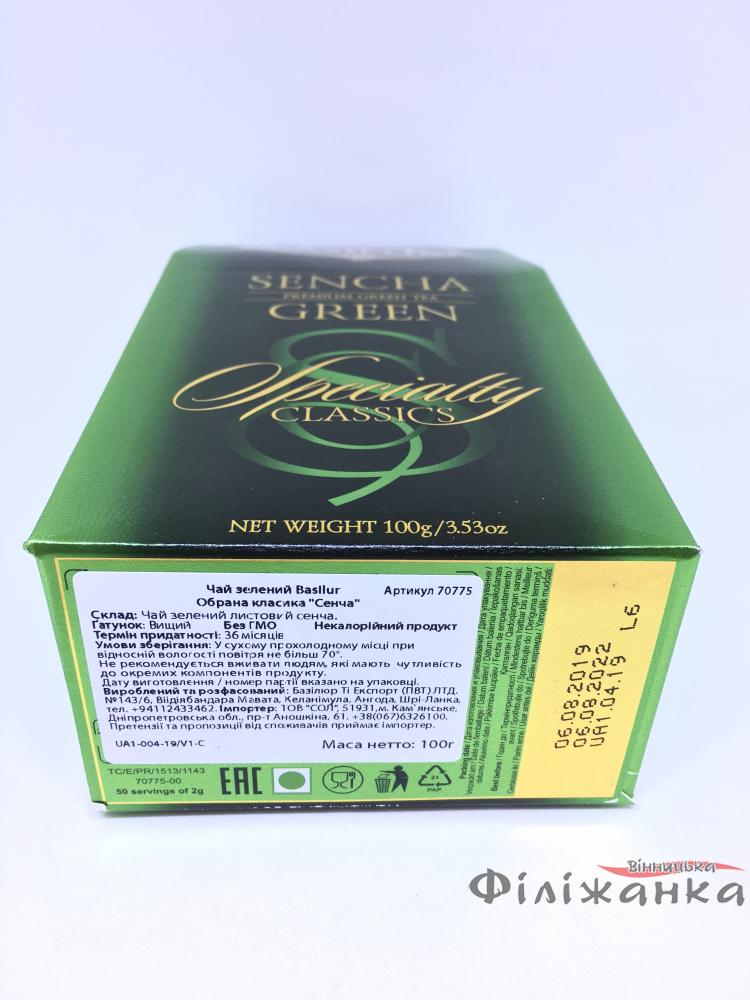 SENCHA
PREMIUM GREEN TEA
GREEN
Specialty
CLASSICS
NET WEIGHT 100g/3.53oz
Чай зелений Basilur Артикул 70775
Обрана класика "Сенча"
Склад: Чай зелений листовий сенча.
Гатунок: Вищий Без ГМО Некалорійний продукт
Термін придатності: 36 місяців
Умови зберігання: У сухому прохолодному місці при
відносній вологості повітря не більш 70°.
Не рекомендується вживати людям, які мають чутливість
до окремих компонентів продукту.
Дату виготовлення / номер партії вказано на упаковці.
Вироблений та розфасований: Базілюр Ті Експорт (ПВТ) ЛТД.
№143/6, Віідіябандара Мавата, Келанімула, Ангода, Шрі-Ланка,
тел. +94112433462. Імпортер: ТОВ "СОЛ", 51931,м. Кам`янське,
Дніпропетровська обл., пр-т Аношкіна, 61. +38(067)6326100.
Претензії та пропозиції від споживачів приймає імпортер.
UA1-004-19/V1-C Маса нетто: 100г
TC/E/PR/1513/1143
70775-00
50 servings of 2g
EAC
21
PAP
06.08.2019
06.08.2022
UA1.04.19 L6
Вінницька
Філіжанка